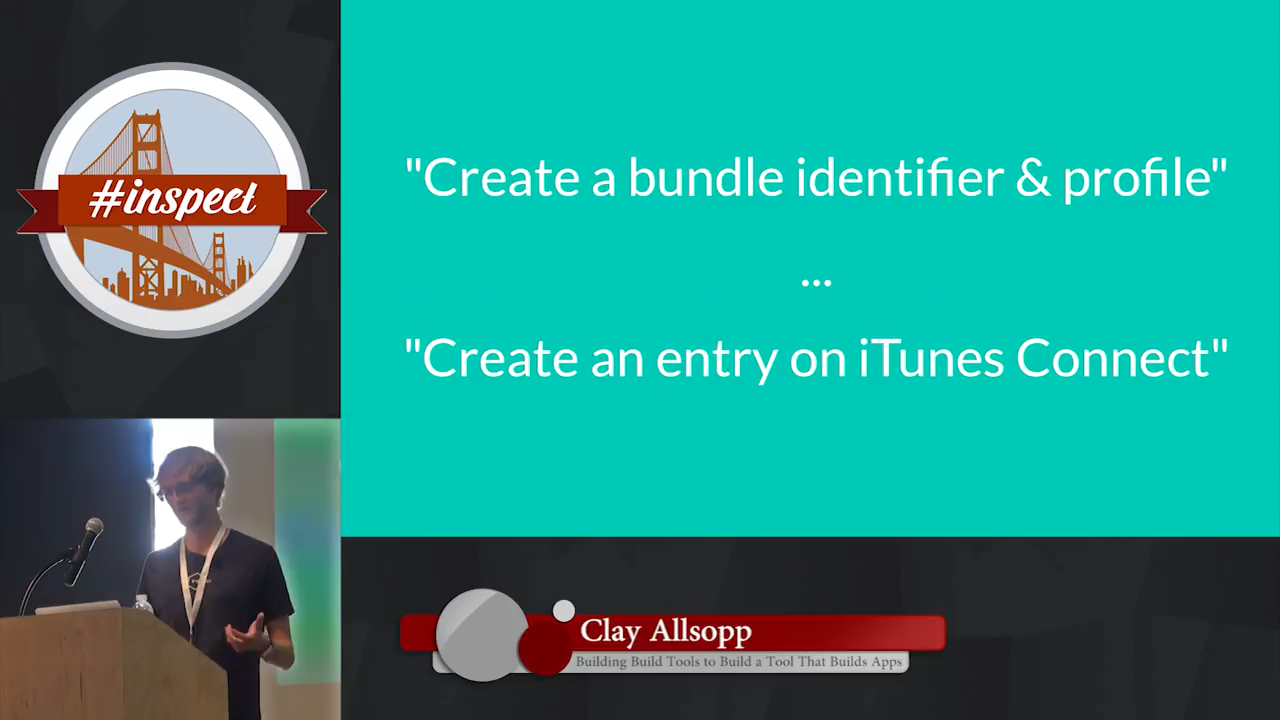 #inspect
"Create a bundle identifier & profile"
...
"Create an entry on iTunes Connect"
Clay Allsopp
Building Build Tools to Build a Tool That Builds Apps